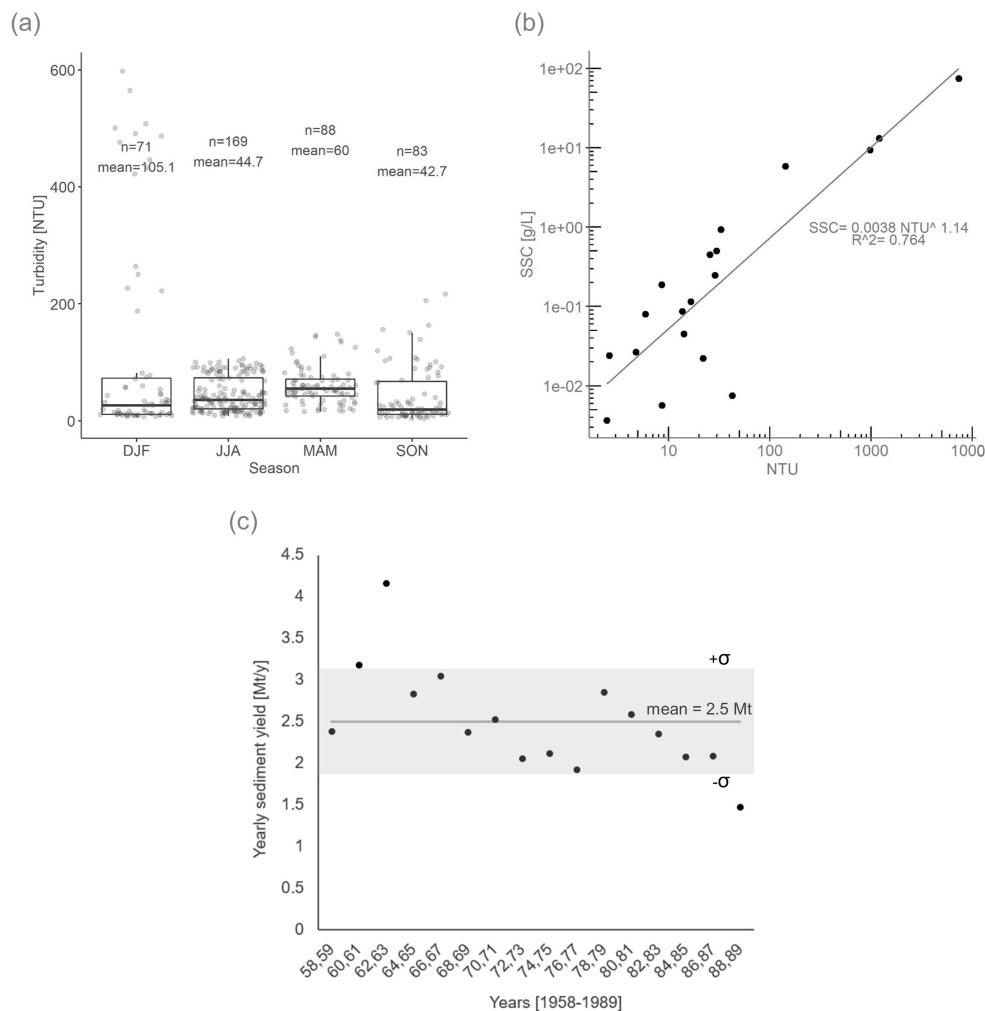 (a)
600
400
200
0
Turbidity [NTU]
n=71
mean=105.1
n=169
mean=44.7
n=88
mean=60
n=83
mean=42.7
DJF
JJA
MAM
SON
Season
(b)
1e+02
1e+01
1e+00
1e-01
1e-02
SSC [g/L]
SSC= 0.0038 NTU^ 1.14
R^2= 0.764
10
100
1000
1000
NTU
(c)
4.5
4
3.5
3
2.5
2
1.5
1
0.5
0
Yearly sediment yield [Mt/y]
+σ
mean = 2.5 Mt
-σ
58,59
60,61
62,63
64,65
66,67
68,69
70,71
72,73
74,75
76,77
78,79
80,81
82,83
84,85
86,87
88,89
Years [1958-1989]